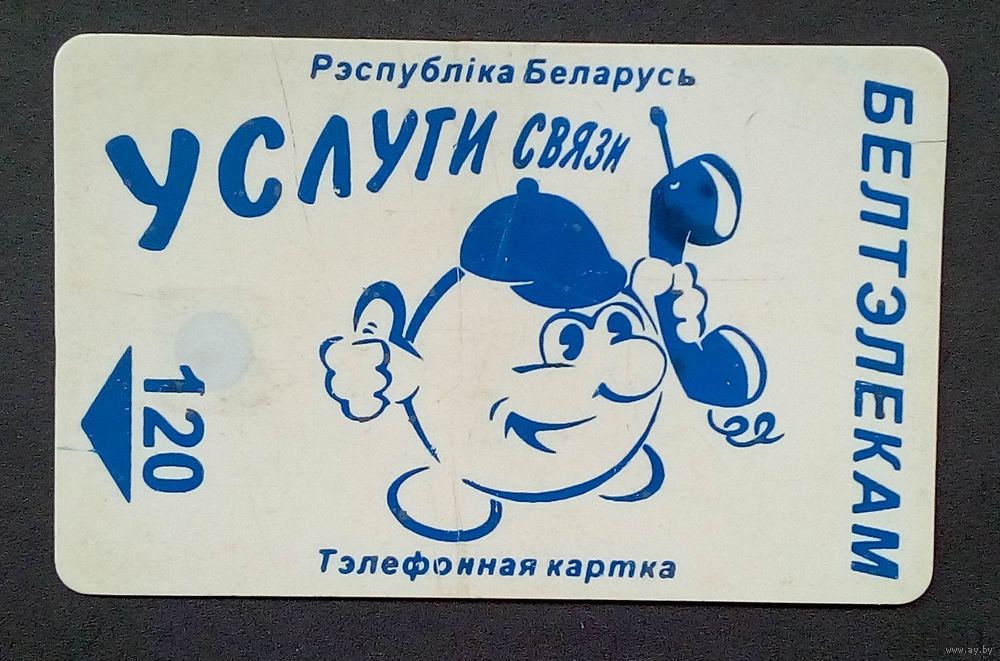 Рэспубліка Беларусь
УСЛУГИ СВЯЗИ
БЕЛТЭЛЕКАМ
120
Тэлефонная картка
www.ay.by